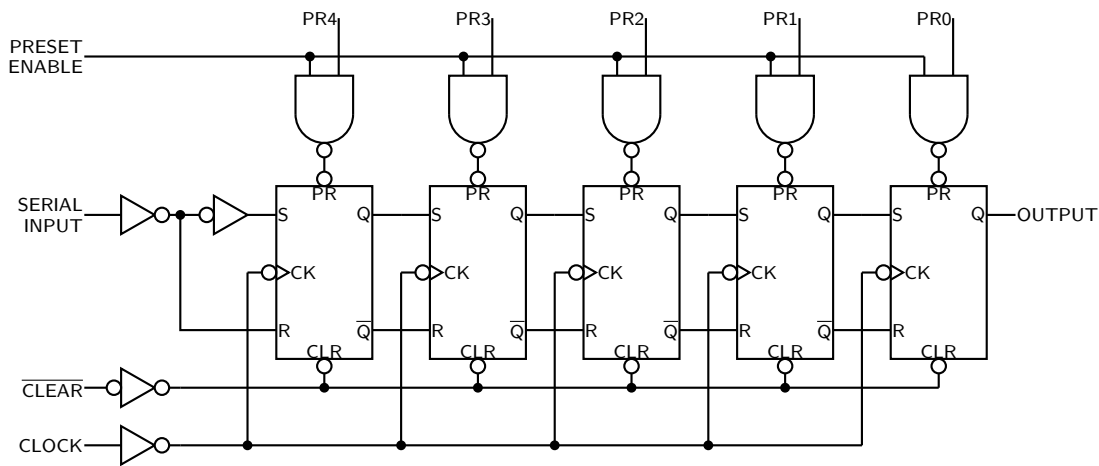 PR4 PR3 PR2 PR1 PR0
PRESET
ENABLE
PR PR PR PR PR
SERIAL
INPUT
S Q S Q S Q S Q S Q OUTPUT
CK CK CK CK CK
R Q̅ R Q̅ R Q̅ R Q̅ R
CLR CLR CLR CLR CLR
C̅L̅E̅A̅R̅
CLOCK